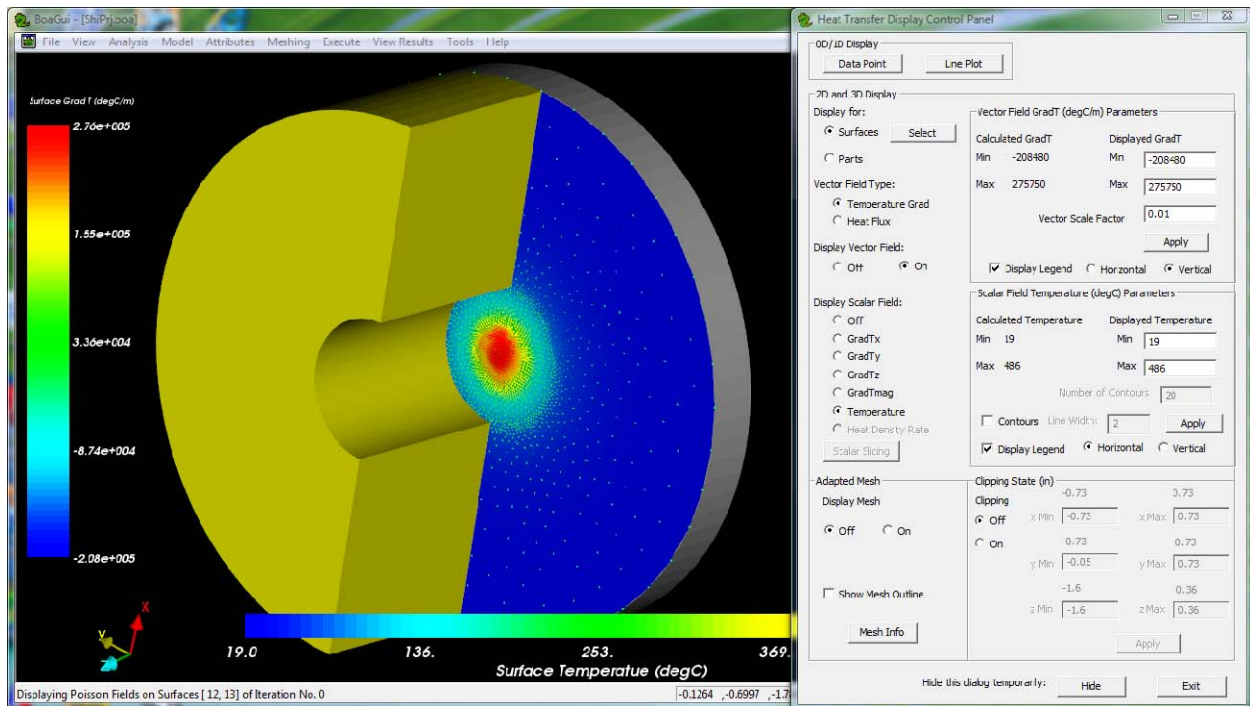 BoaGui - [ShiPrj.boa]
File View Analysis Model Attributes Meshing Execute View Results Tools Help
Surface Grad T (degC/m)
2.76e+005
1.55e+005
3.36e+004
-8.74e+004
-2.08e+005
X
Y
Z
19.0 136. 253. 369.
Surface Temperatue (degC)
Displaying Poisson Fields on Surfaces [ 12, 13] of Iteration No. 0
-0.1264 ,-0.6997 ,-1.7
Heat Transfer Display Control Panel
0D/1D Display
Data Point Line Plot
2D and 3D Display
Display for:
Surfaces Select
Parts
Vector Field Type:
Temperature Grad
Heat Flux
Display Vector Field:
Off On
Display Scalar Field:
Off
GradTx
GradTy
GradTz
GradTmag
Temperature
Heat Density Rate
Scalar Slicing
Vector Field GradT (degC/m) Parameters
Calculated GradT Displayed GradT
Min -208480 Min -208480
Max 275750 Max 275750
Vector Scale Factor 0.01
Apply
Display Legend Horizontal Vertical
Scalar Field Temperature (degC) Parameters
Calculated Temperature Displayed Temperature
Min 19 Min 19
Max 486 Max 486
Number of Contours 20
Contours Line Width: 2 Apply
Display Legend Horizontal Vertical
Adapted Mesh
Display Mesh
Off On
Show Mesh Outline
Mesh Info
Clipping State (in)
Clipping
Off
On
-0.73 0.73
x Min -0.73 x Max 0.73
0.73 0.73
y Min -0.05 y Max 0.73
-1.6 0.36
z Min -1.6 z Max 0.36
Apply
Hide this dialog temporarily: Hide Exit